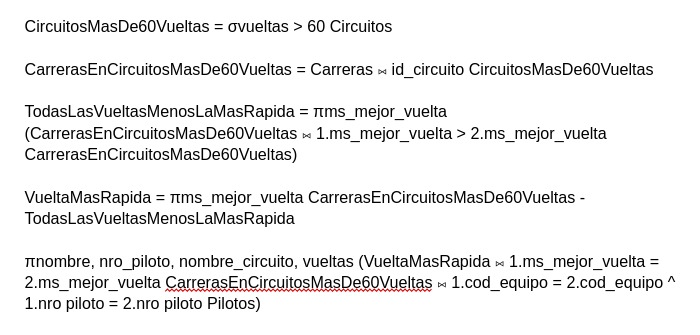 CircuitosMasDe60Vueltas = σvueltas > 60 Circuitos
CarrerasEnCircuitosMasDe60Vueltas = Carreras ⋈ id_circuito CircuitosMasDe60Vueltas
TodasLasVueltasMenosLaMasRapida = πms_mejor_vuelta
(CarrerasEnCircuitosMasDe60Vueltas ⋈ 1.ms_mejor_vuelta > 2.ms_mejor_vuelta
CarrerasEnCircuitosMasDe60Vueltas)
VueltaMasRapida = πms_mejor_vuelta CarrerasEnCircuitosMasDe60Vueltas -
TodasLasVueltasMenosLaMasRapida
πnombre, nro_piloto, nombre_circuito, vueltas (VueltaMasRapida ⋈ 1.ms_mejor_vuelta =
2.ms_mejor_vuelta CarrerasEnCircuitosMasDe60Vueltas ⋈ 1.cod_equipo = 2.cod_equipo ^
1.nro piloto = 2.nro piloto Pilotos)